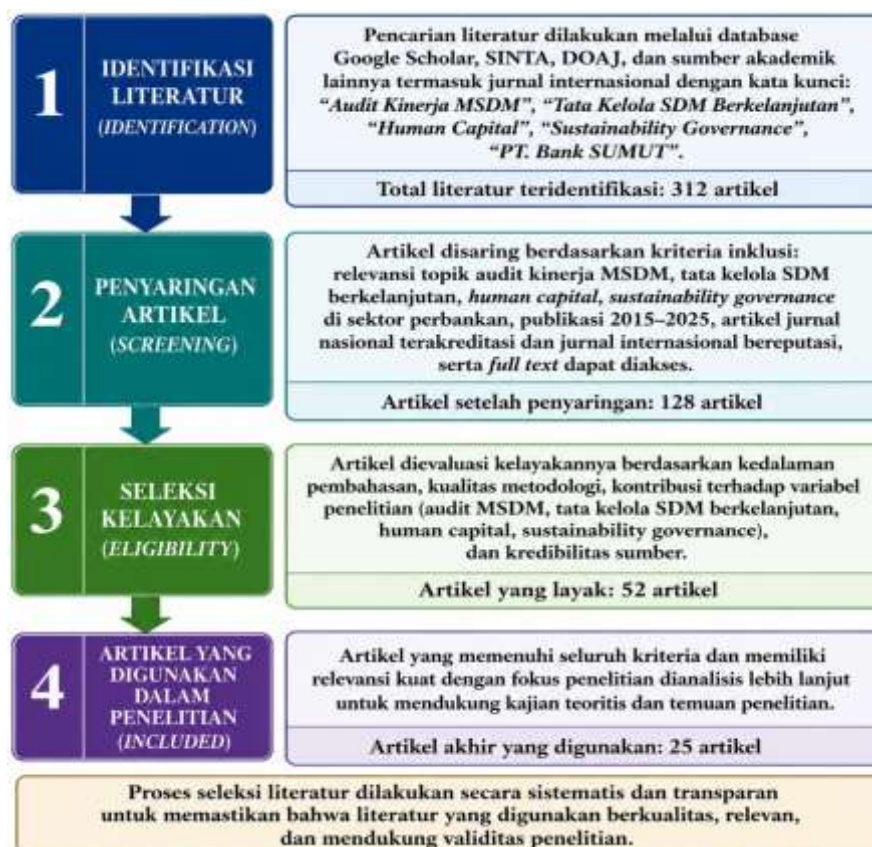 1
IDENTIFIKASI
LITERATUR
(IDENTIFICATION)
Pencarian literatur dilakukan melalui database
Google Scholar, SINTA, DOAJ, dan sumber akademik
lainnya termasuk jurnal internasional dengan kata kunci:
“Audit Kinerja MSDM”, “Tata Kelola SDM Berkelanjutan”,
“Human Capital”, “Sustainability Governance”,
“PT. Bank SUMUT”.
Total literatur teridentifikasi: 312 artikel
2
PENYARINGAN
ARTIKEL
(SCREENING)
Artikel disaring berdasarkan kriteria inklusi:
relevansi topik audit kinerja MSDM, tata kelola SDM
berkelanjutan, human capital, sustainability governance
di sektor perbankan, publikasi 2015–2025, artikel jurnal
nasional terakreditasi dan jurnal internasional bereputasi,
serta full text dapat diakses.
Artikel setelah penyaringan: 128 artikel
3
SELEKSI
KELAYAKAN
(ELIGIBILITY)
Artikel dievaluasi kelayakannya berdasarkan kedalaman
pembahasan, kualitas metodologi, kontribusi terhadap variabel
penelitian (audit MSDM, tata kelola SDM berkelanjutan,
human capital, sustainability governance),
dan kredibilitas sumber.
Artikel yang layak: 52 artikel
4
ARTIKEL YANG
DIGUNAKAN
DALAM
PENELITIAN
(INCLUDED)
Artikel yang memenuhi seluruh kriteria dan memiliki
relevansi kuat dengan fokus penelitian dianalisis lebih lanjut
untuk mendukung kajian teoritis dan temuan penelitian.
Artikel akhir yang digunakan: 25 artikel
Proses seleksi literatur dilakukan secara sistematis dan transparan
untuk memastikan bahwa literatur yang digunakan berkualitas, relevan,
dan mendukung validitas penelitian.